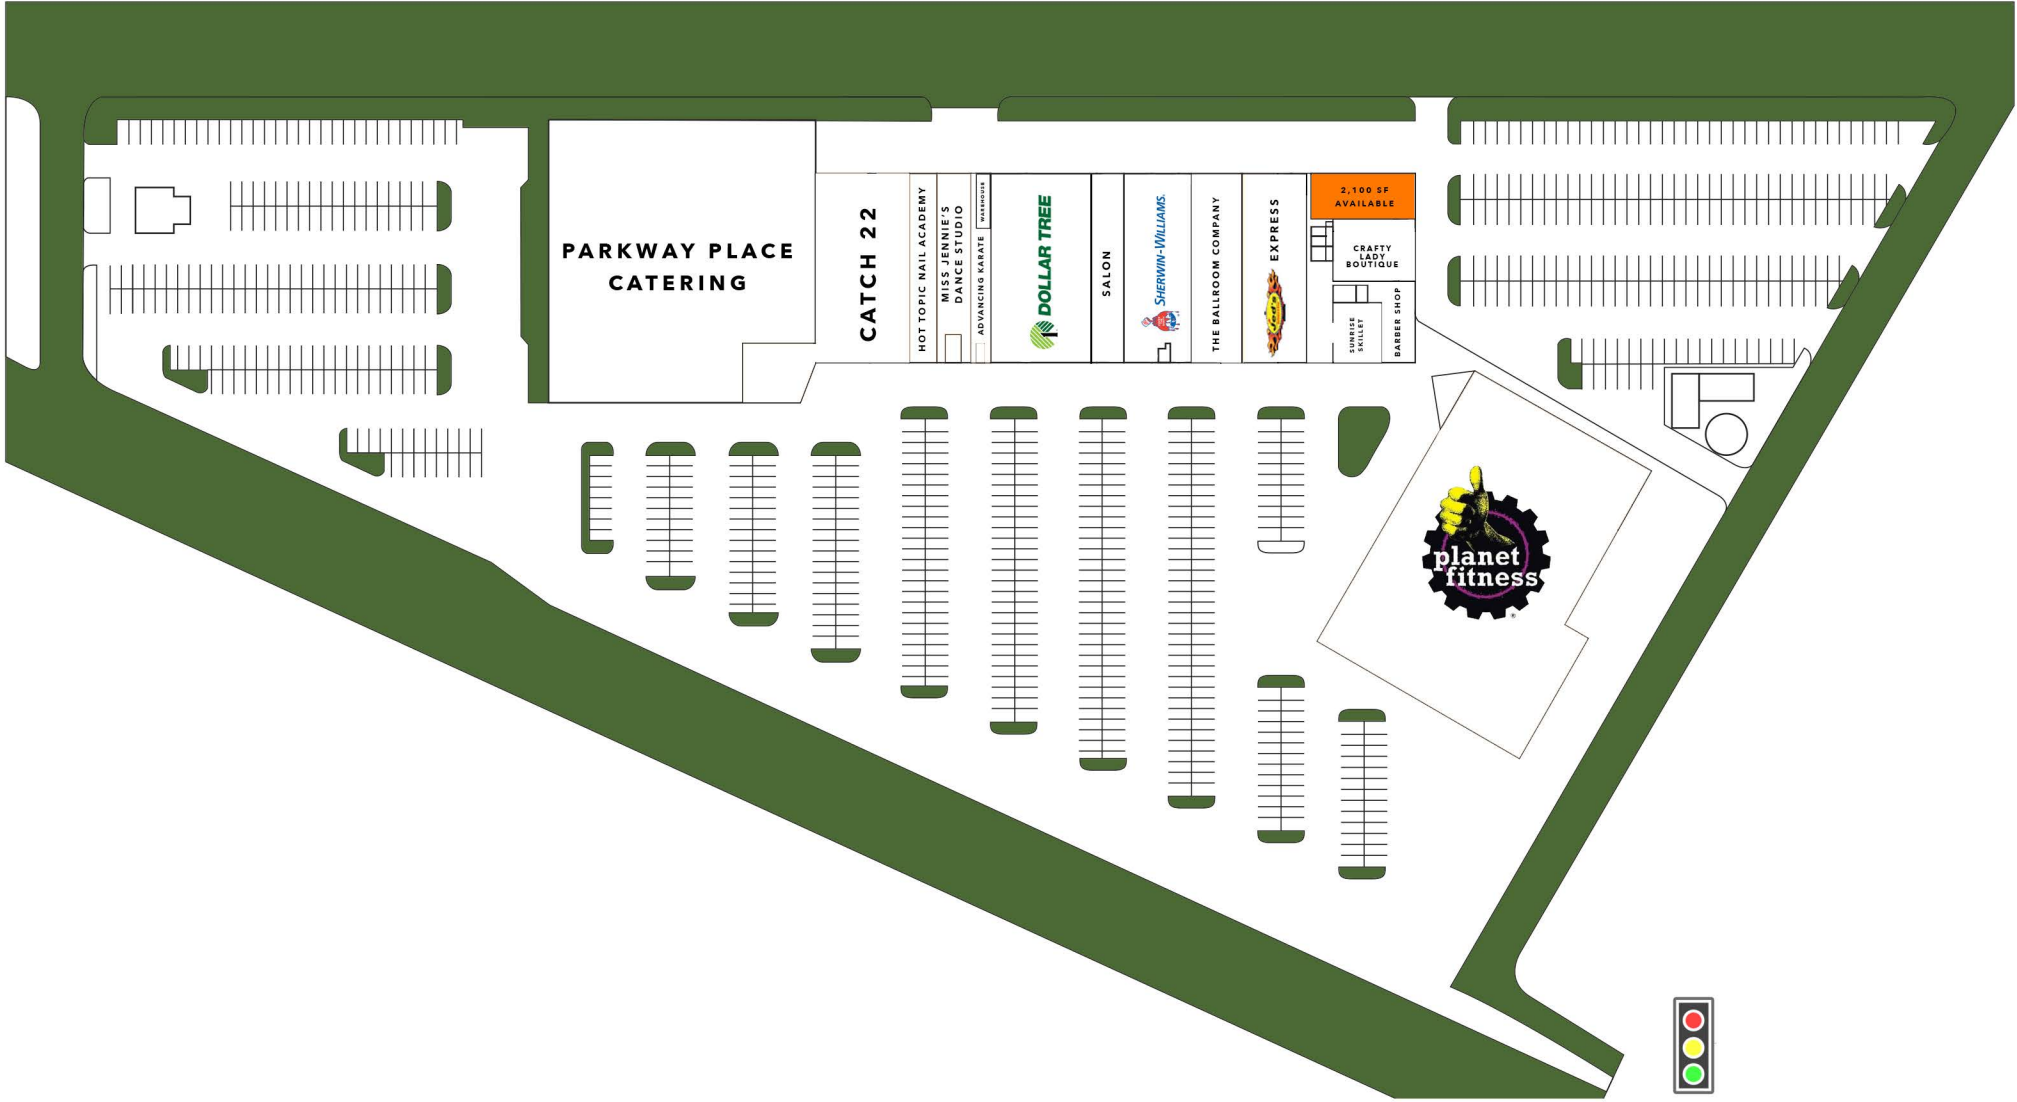 PARKWAY PLACE
CATERING
CATCH 22
HOT TOPIC NAIL ACADEMY
MISS JENNIE'S
DANCE STUDIO
ADVANCING KARATE
WAREHOUSE
DOLLAR TREE
SALON
SHERWIN-WILLIAMS.
THE BALLROOM COMPANY
Jed's
EXPRESS
2,100 SF
AVAILABLE
CRAFTY
LADY
BOUTIQUE
SUNRISE
SKILLET
BARBER SHOP
planet
fitness
®